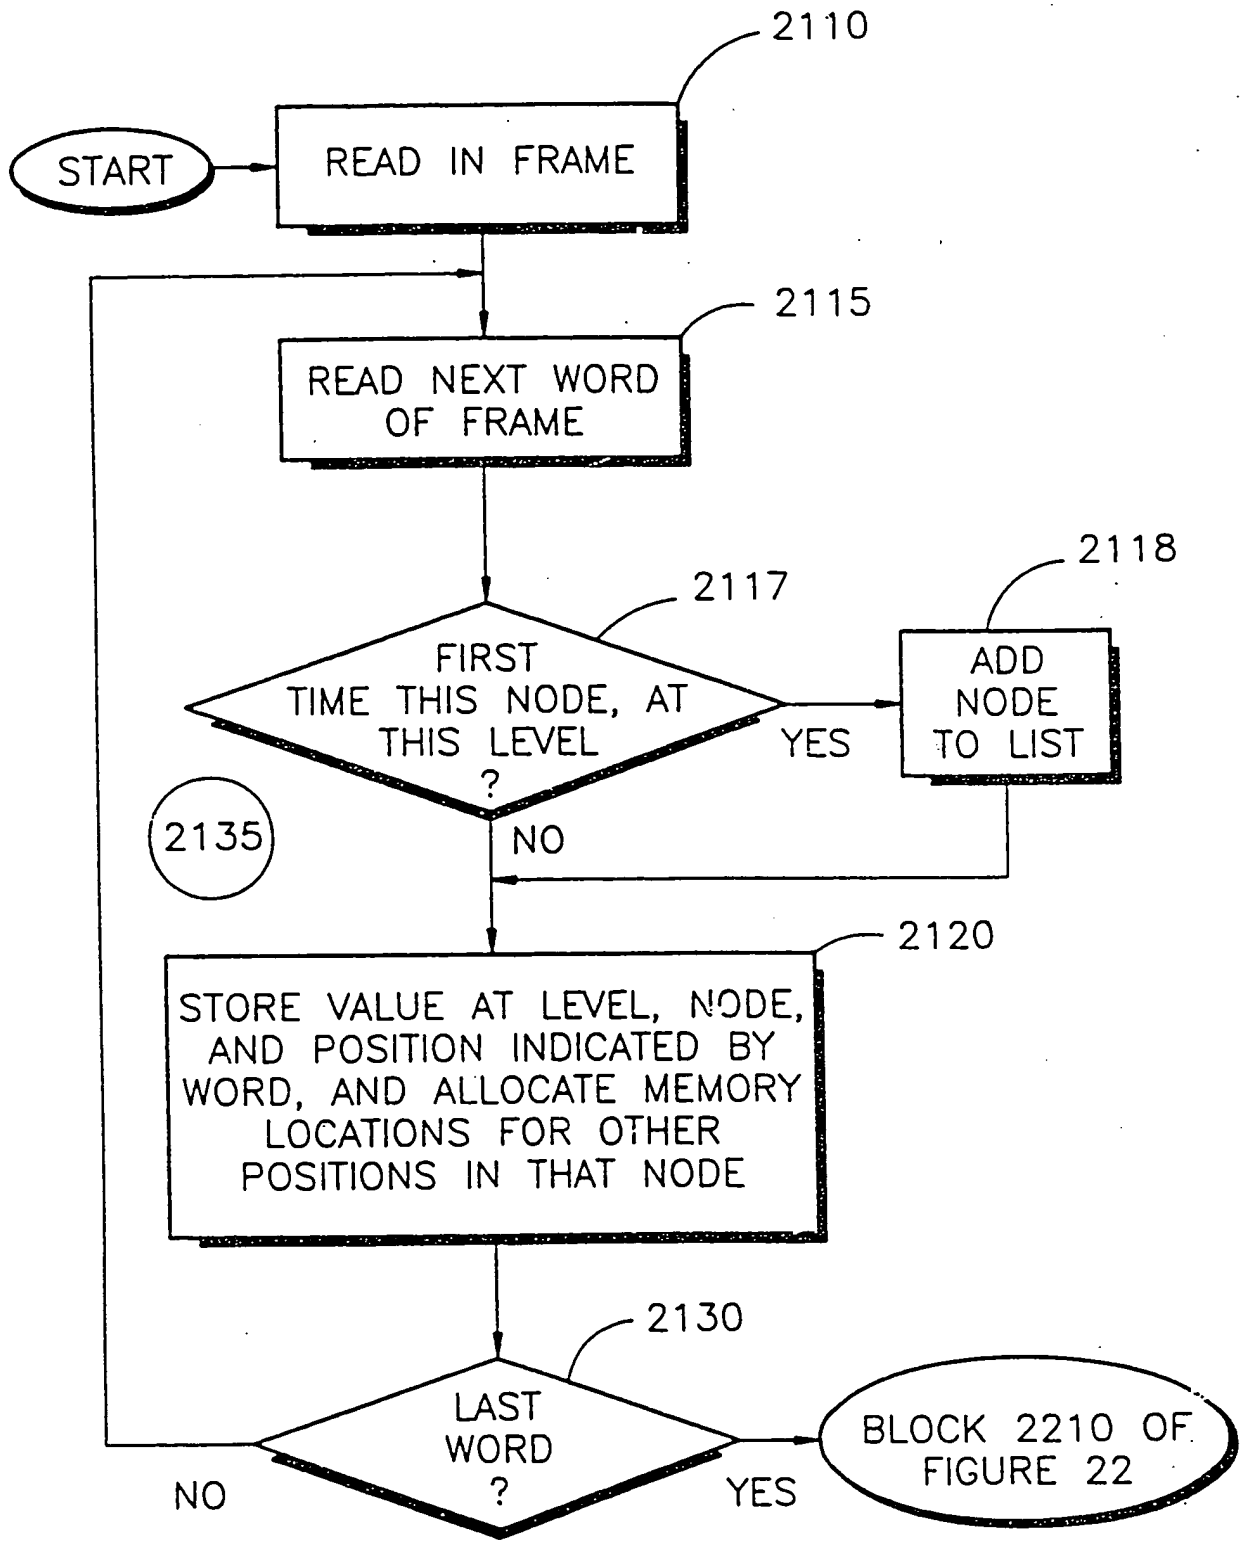 2110
START
READ IN FRAME
2115
READ NEXT WORD
OF FRAME
2117
FIRST
TIME THIS NODE, AT
THIS LEVEL
?
YES
NO
2118
ADD
NODE
TO LIST
2135
2120
STORE VALUE AT LEVEL, NODE,
AND POSITION INDICATED BY
WORD, AND ALLOCATE MEMORY
LOCATIONS FOR OTHER
POSITIONS IN THAT NODE
2130
LAST
WORD
?
NO
YES
BLOCK 2210 OF
FIGURE 22